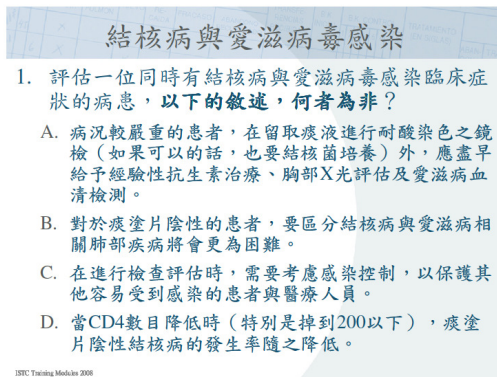 結核病與愛滋病毒感染
1. 評估一位同時有結核病與愛滋病毒感染臨床症
狀的病患，以下的敘述，何者為非？
A. 病況較嚴重的患者，在留取痰液進行耐酸染色之鏡
檢（如果可以的話，也要結核菌培養）外，應盡早
給予經驗性抗生素治療、胸部X光評估及愛滋病血
清檢測。
B. 對於痰塗片陰性的患者，要區分結核病與愛滋病相
關肺部疾病將會更為困難。
C. 在進行檢查評估時，需要考慮感染控制，以保護其
他容易受到感染的患者與醫療人員。
D. 當CD4數目降低時（特別是掉到200以下），痰塗
片陰性結核病的發生率隨之降低。
ISTC Training Modules 2008